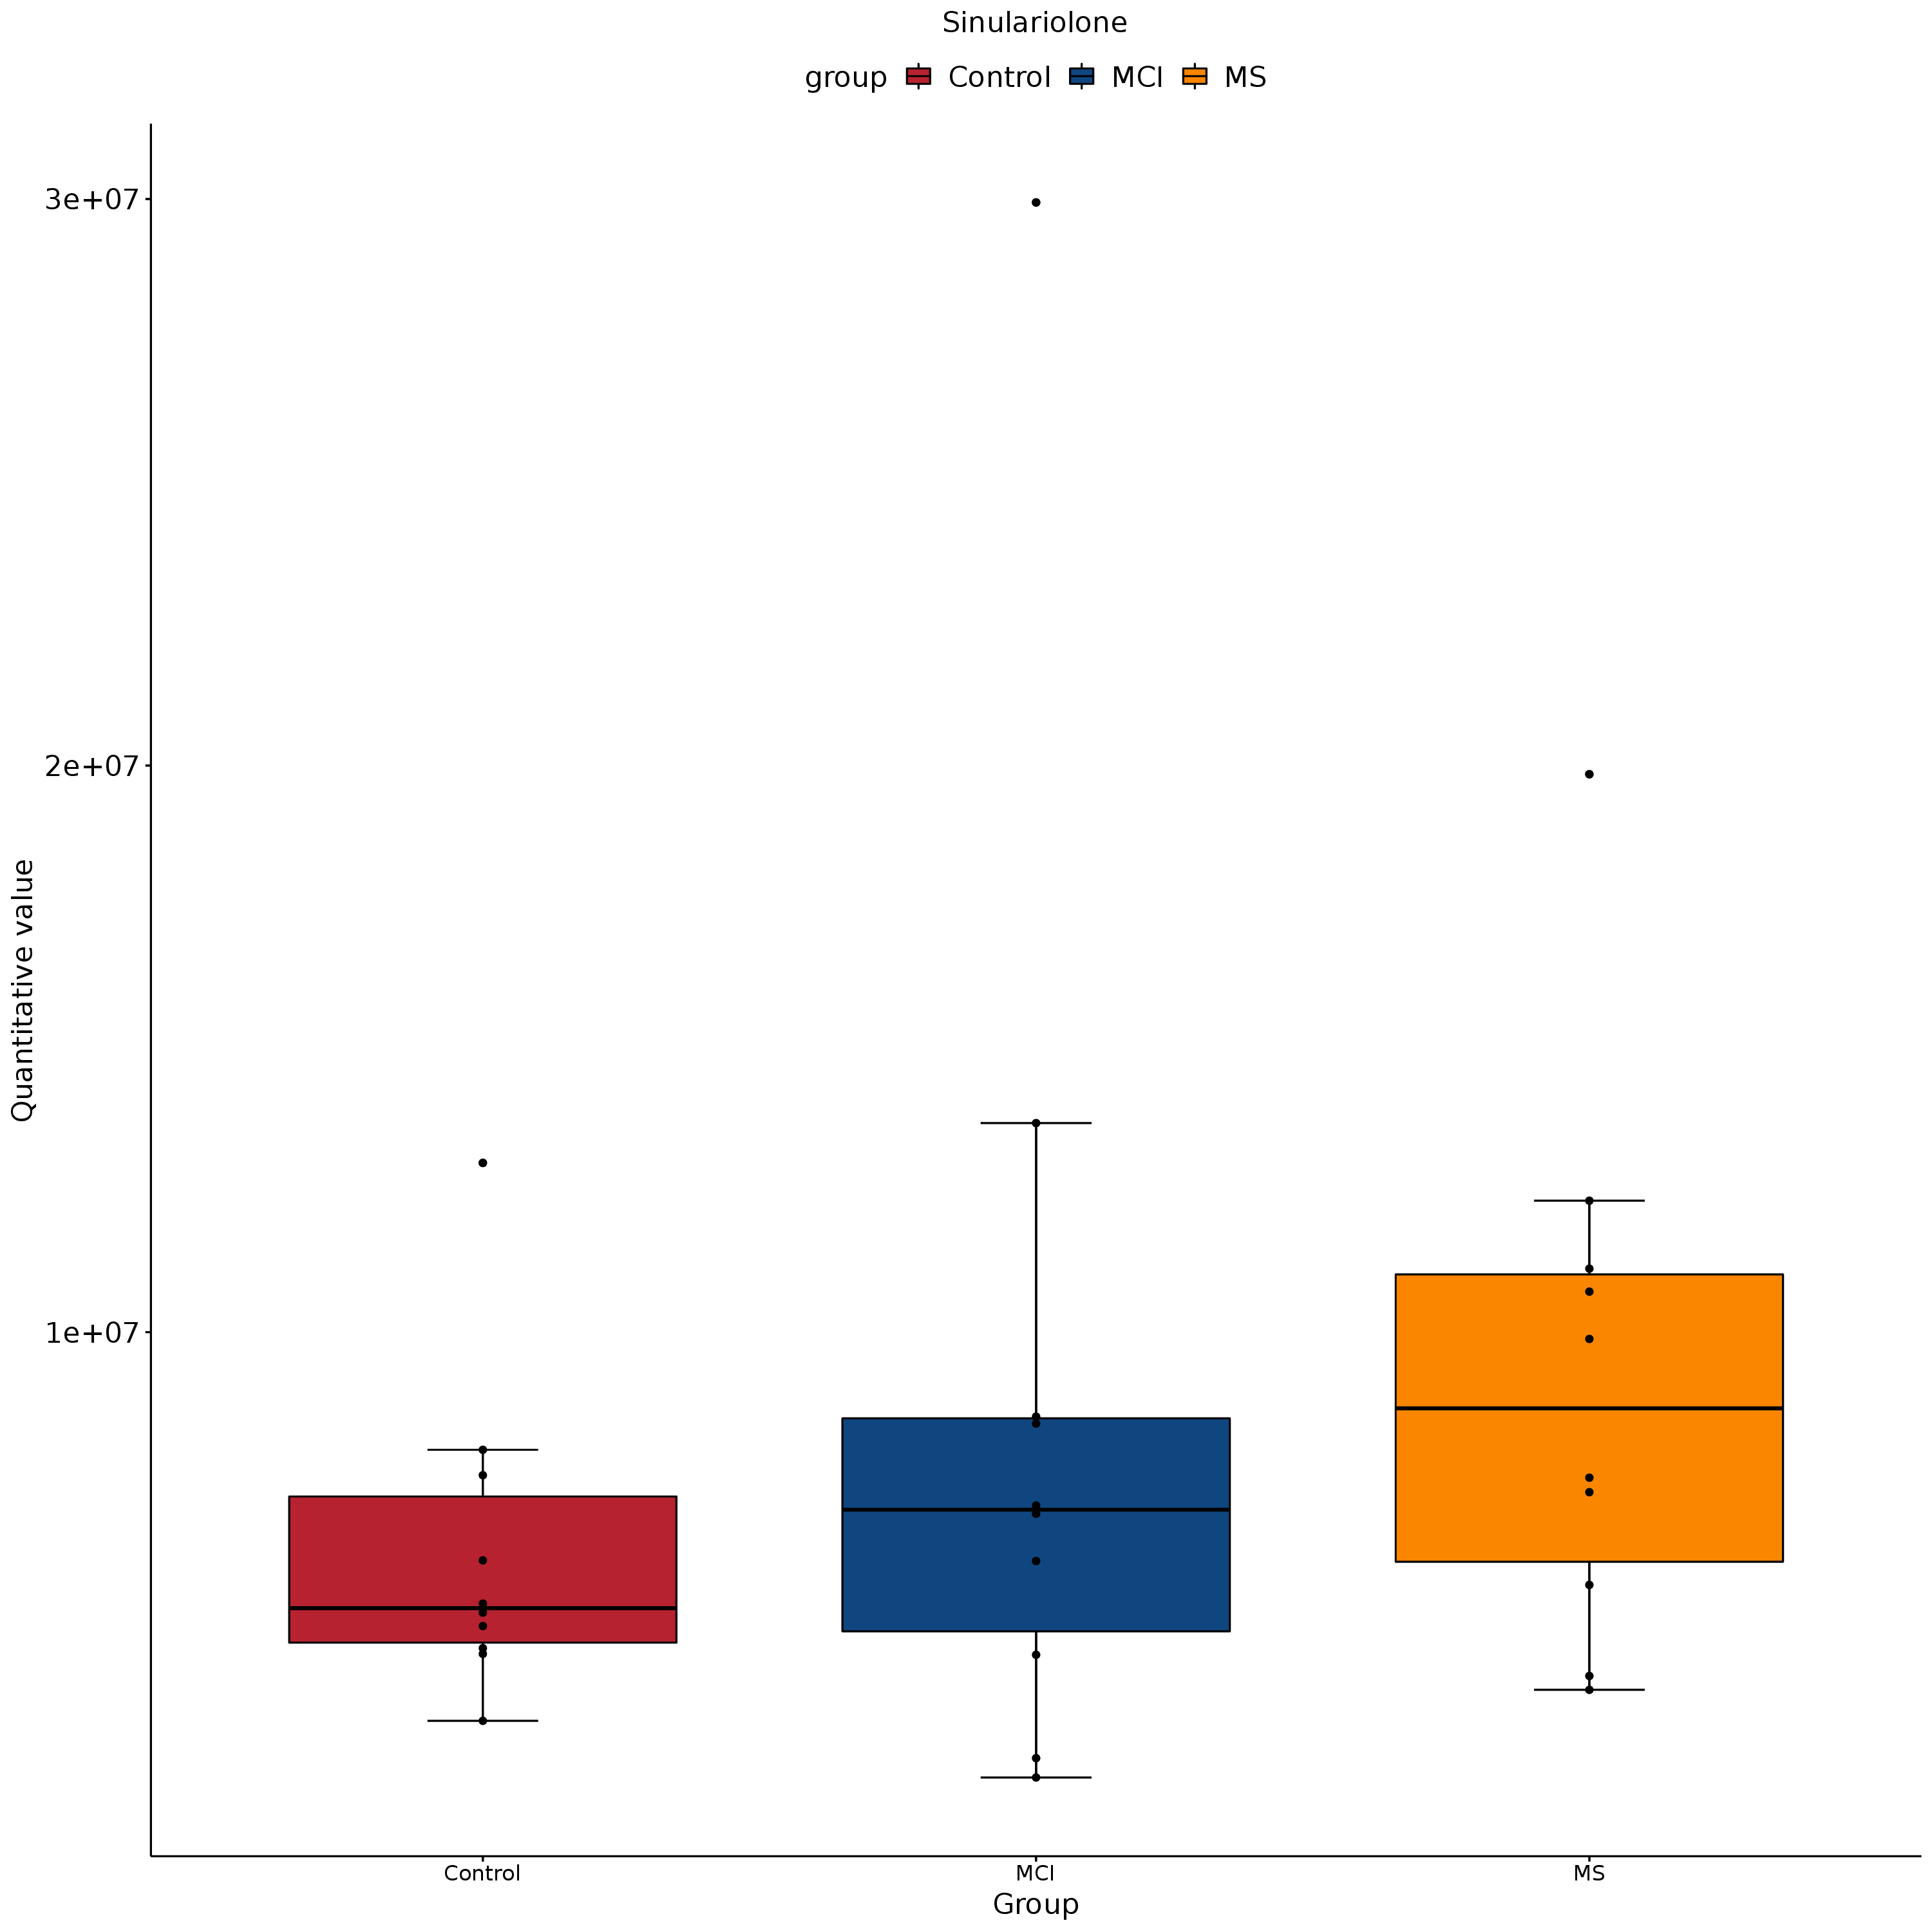 Sinulariolone
group Control MCI MS
3e+07
2e+07
1e+07
Quantitative value
Control MCI MS
Group